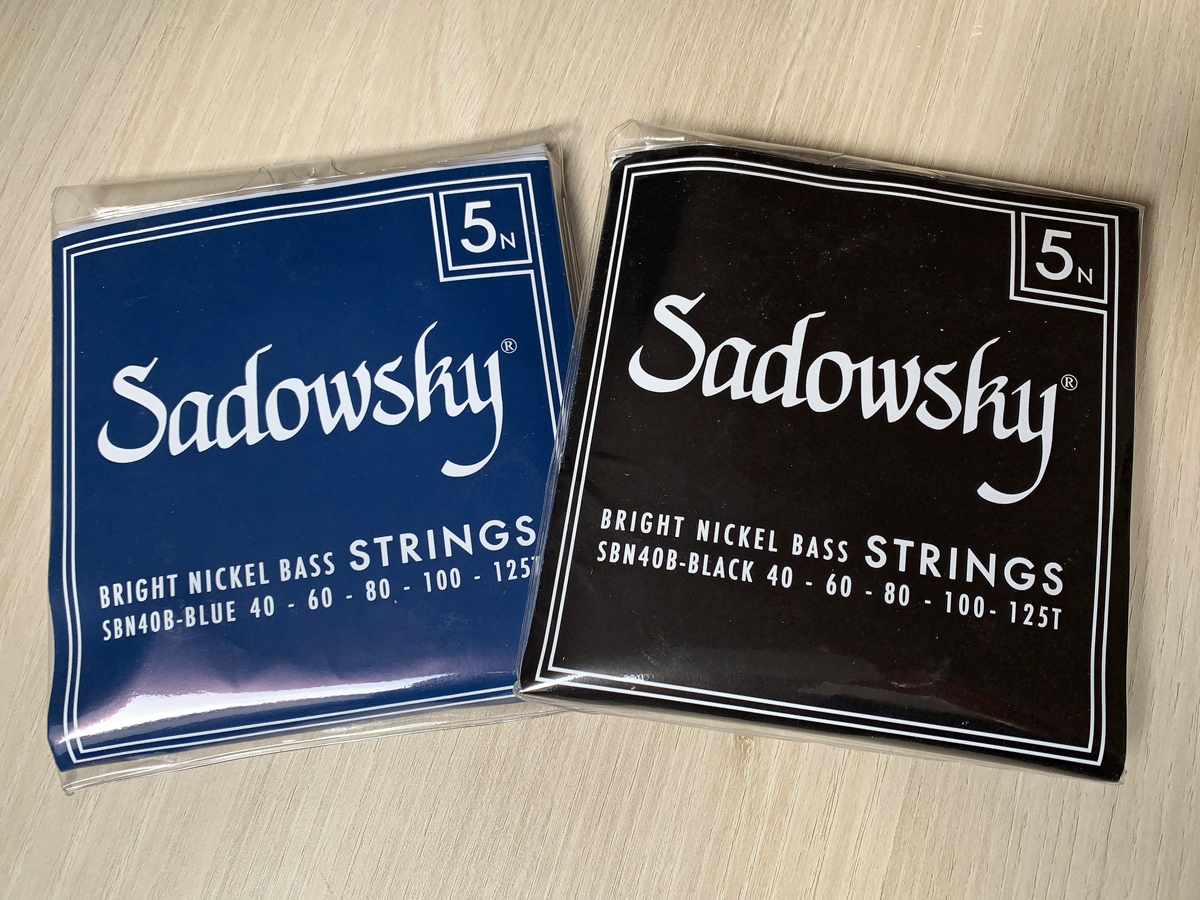 5N
Sadowsky®
BRIGHT NICKEL BASS STRINGS
SBN40B-BLUE 40 - 60 - 80 - 100 - 125T
5N
Sadowsky®
BRIGHT NICKEL BASS STRINGS
SBN40B-BLACK 40 - 60 - 80 - 100- 125T